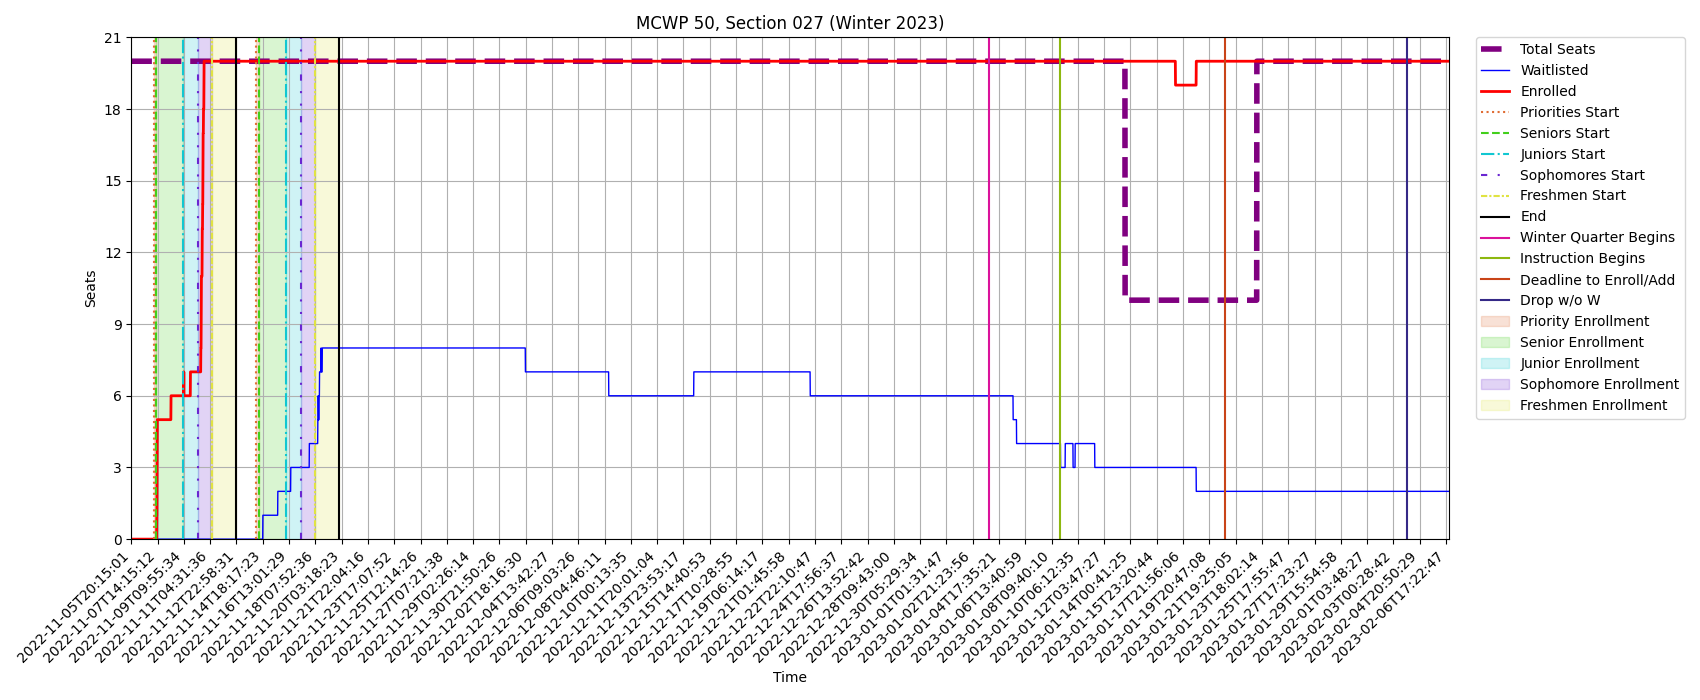 MCWP 50, Section 027 (Winter 2023)
Seats
21
18
15
12
9
6
3
0
2022-11-05T20:15:01
2022-11-07T14:15:12
2022-11-09T09:55:34
2022-11-11T04:31:36
2022-11-12T22:58:31
2022-11-14T18:17:23
2022-11-16T13:01:29
2022-11-18T07:52:36
2022-11-20T03:18:23
2022-11-21T22:04:16
2022-11-23T17:07:52
2022-11-25T12:14:26
2022-11-27T07:21:38
2022-11-29T02:26:14
2022-11-30T21:50:26
2022-12-02T18:16:30
2022-12-04T13:42:27
2022-12-06T09:03:26
2022-12-08T04:46:11
2022-12-10T00:13:35
2022-12-11T20:01:04
2022-12-13T23:53:17
2022-12-15T14:40:53
2022-12-17T10:28:55
2022-12-19T06:14:17
2022-12-21T01:45:58
2022-12-22T22:10:47
2022-12-24T17:56:37
2022-12-26T13:52:42
2022-12-28T09:43:00
2022-12-30T05:29:34
2023-01-01T01:31:47
2023-01-02T21:23:56
2023-01-04T17:35:21
2023-01-06T13:40:59
2023-01-08T09:40:10
2023-01-10T06:12:35
2023-01-12T03:47:27
2023-01-14T00:41:25
2023-01-15T23:20:44
2023-01-17T21:56:06
2023-01-19T20:47:08
2023-01-21T19:25:05
2023-01-23T18:02:14
2023-01-25T17:55:47
2023-01-27T17:23:27
2023-01-29T15:54:58
2023-02-01T03:48:27
2023-02-03T00:28:42
2023-02-04T20:50:29
2023-02-06T17:22:47
Time
Total Seats
Waitlisted
Enrolled
Priorities Start
Seniors Start
Juniors Start
Sophomores Start
Freshmen Start
End
Winter Quarter Begins
Instruction Begins
Deadline to Enroll/Add
Drop w/o W
Priority Enrollment
Senior Enrollment
Junior Enrollment
Sophomore Enrollment
Freshmen Enrollment